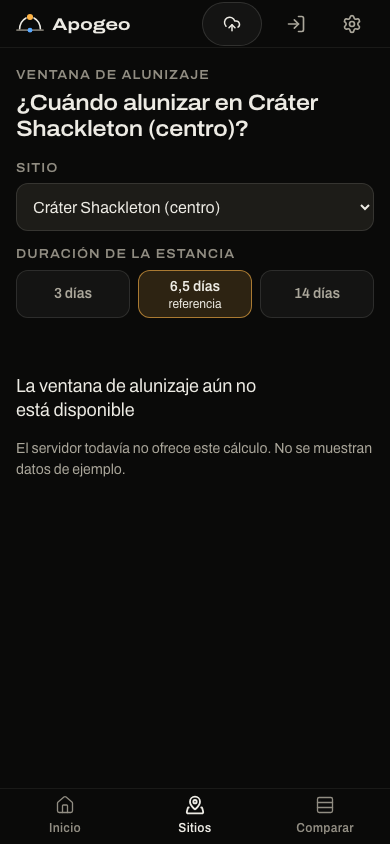 Apogeo
VENTANA DE ALUNIZAJE
¿Cuándo alunizar en Cráter
Shackleton (centro)?
SITIO
Cráter Shackleton (centro)
DURACIÓN DE LA ESTANCIA
3 días
6,5 días
referencia
14 días
La ventana de alunizaje aún no
está disponible
El servidor todavía no ofrece este cálculo. No se muestran
datos de ejemplo.
Inicio
Sitios
Comparar